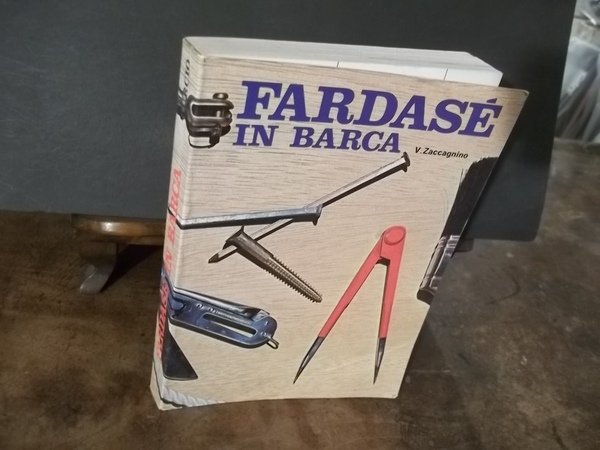 FARDASÉ
IN BARCA
V. Zaccagnino